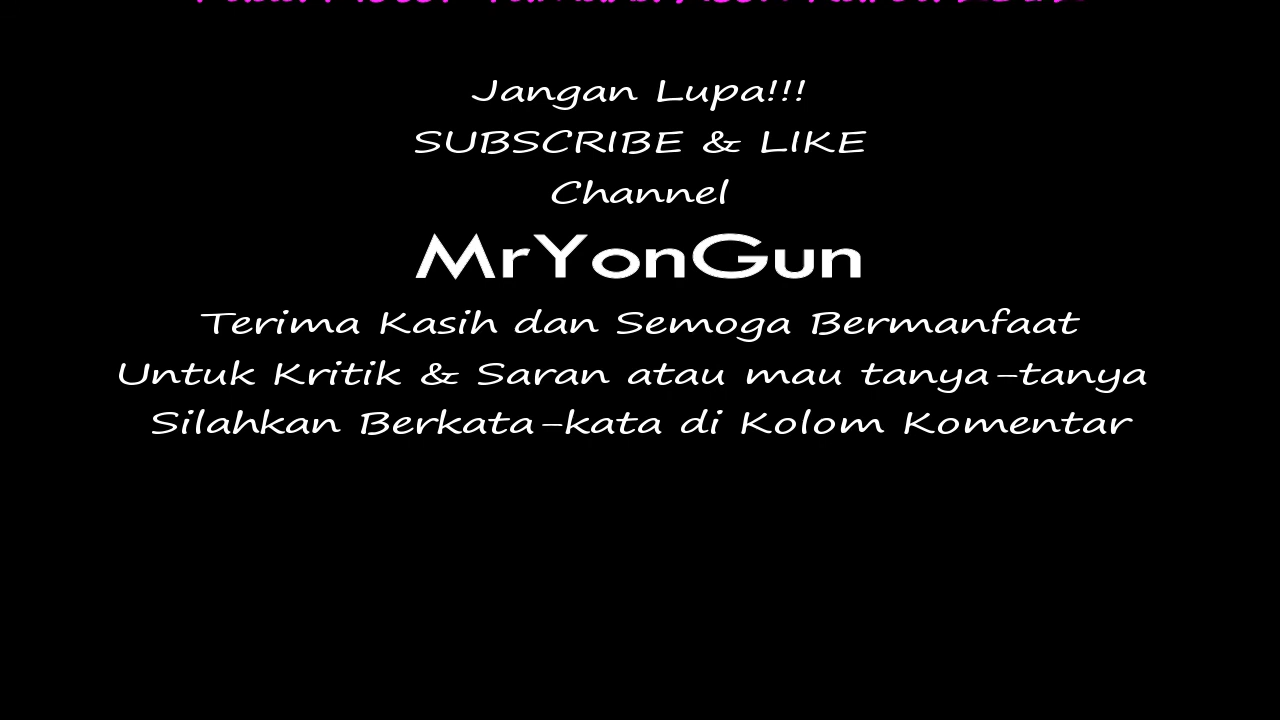 Jangan Lupa!!!
SUBSCRIBE & LIKE
Channel
MrYonGun
Terima Kasih dan Semoga Bermanfaat
Untuk Kritik & Saran atau mau tanya-tanya
Silahkan Berkata-kata di Kolom Komentar